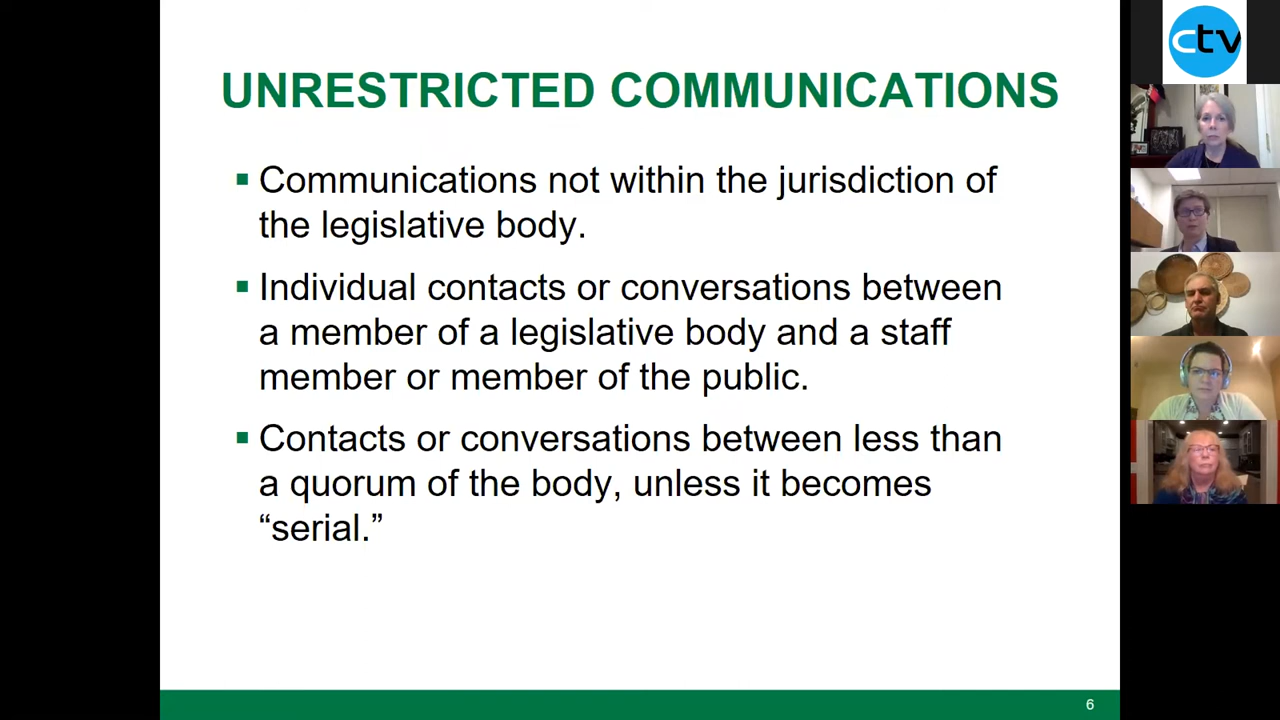 UNRESTRICTED COMMUNICATIONS
▪ Communications not within the jurisdiction of
the legislative body.
▪ Individual contacts or conversations between
a member of a legislative body and a staff
member or member of the public.
▪ Contacts or conversations between less than
a quorum of the body, unless it becomes
“serial.”
6
ctv